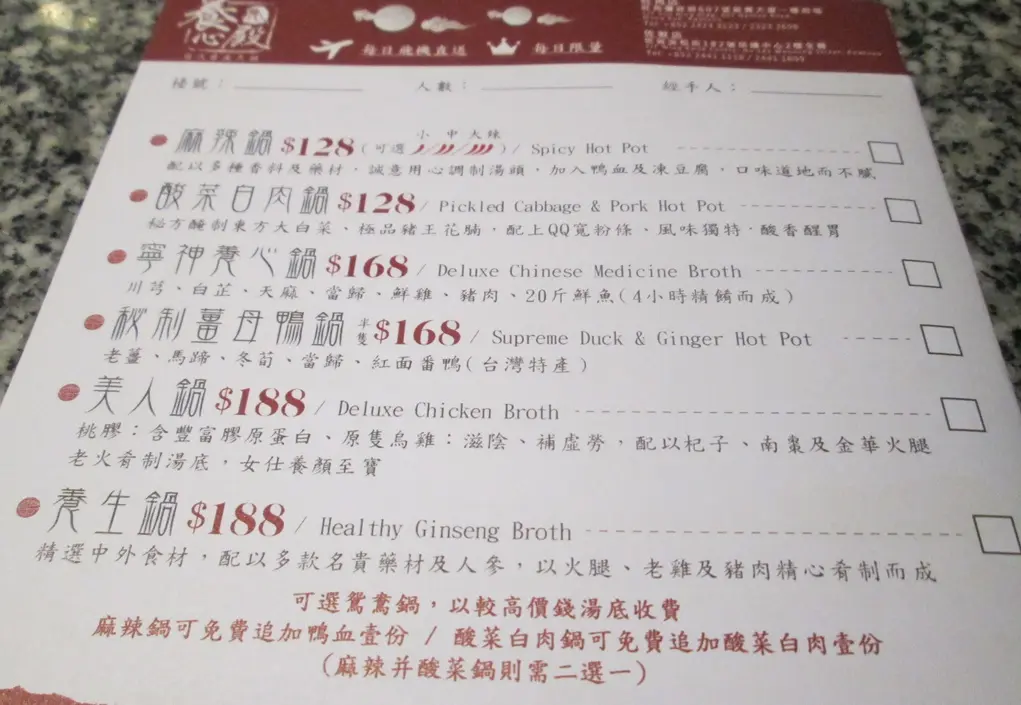 養心殿
每日飛機直送
每日限量
檯號：
人數：
經手人：
小 中 大辣
麻辣鍋 $128 (可選 ) / Spicy Hot Pot
配以多種香料及藥材，誠意用心調制湯頭，加入鴨血及凍豆腐，口味道地而不膩
酸菜白肉鍋 $128 / Pickled Cabbage & Pork Hot Pot
秘方醃制東方大白菜、極品豬王花腩，配上QQ寬粉條、風味獨特，酸香醒胃
寧神養心鍋 $168 / Deluxe Chinese Medicine Broth
川芎、白芷、天麻、當歸、鮮雞、豬肉、20斤鮮魚(4小時精餚而成)
秘制薑母鴨鍋 半隻 $168 / Supreme Duck & Ginger Hot Pot
老薑、馬蹄、冬荀、當歸、紅面番鴨(台灣特產)
美人鍋 $188 / Deluxe Chicken Broth
桃膠：含豐富膠原蛋白、原隻烏雞：滋陰、補虛勞，配以杞子、南棗及金華火腿
老火肴制湯底，女仕養顏至寶
養生鍋 $188 / Healthy Ginseng Broth
精選中外食材，配以多款名貴藥材及人參，以火腿、老雞及豬肉精心肴制而成
可選鴛鴦鍋，以較高價錢湯底收費
麻辣鍋可免費追加鴨血壹份 / 酸菜白肉鍋可免費追加酸菜白肉壹份
(麻辣并酸菜鍋則需二選一)